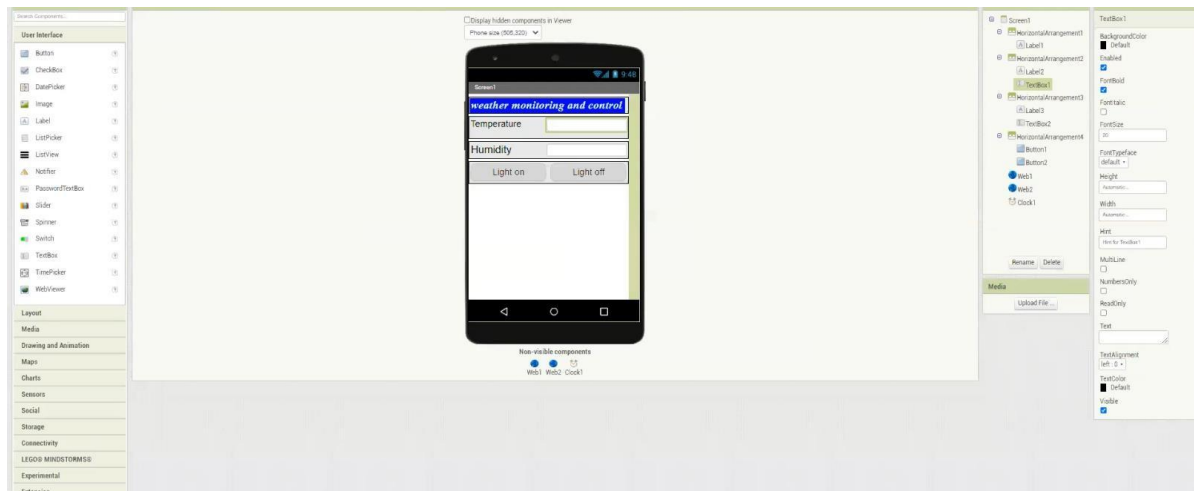 Search Components...
User Interface
Button
CheckBox
DatePicker
Image
Label
ListPicker
ListView
Notifier
PasswordTextBox
Slider
Spinner
Switch
TextBox
TimePicker
WebViewer
Layout
Media
Drawing and Animation
Maps
Charts
Sensors
Social
Storage
Connectivity
LEGO® MINDSTORMS®
Experimental
Display hidden components in Viewer
Phone size (505,320)
9:48
Screen1
weather monitoring and control
Temperature
Humidity
Light on Light off
Non-visible components
Web1 Web2 Clock1
Screen1
HorizontalArrangement1
Label1
HorizontalArrangement2
Label2
TextBox1
HorizontalArrangement3
Label3
TextBox2
HorizontalArrangement4
Button1
Button2
Web1
Web2
Clock1
Rename Delete
Media
Upload File ...
TextBox1
BackgroundColor
Default
Enabled
FontBold
FontItalic
FontSize
20
FontTypeface
default
Height
Automatic...
Width
Automatic...
Hint
Hint for TextBox1
MultiLine
NumbersOnly
ReadOnly
Text
TextAlignment
left : 0
TextColor
Default
Visible